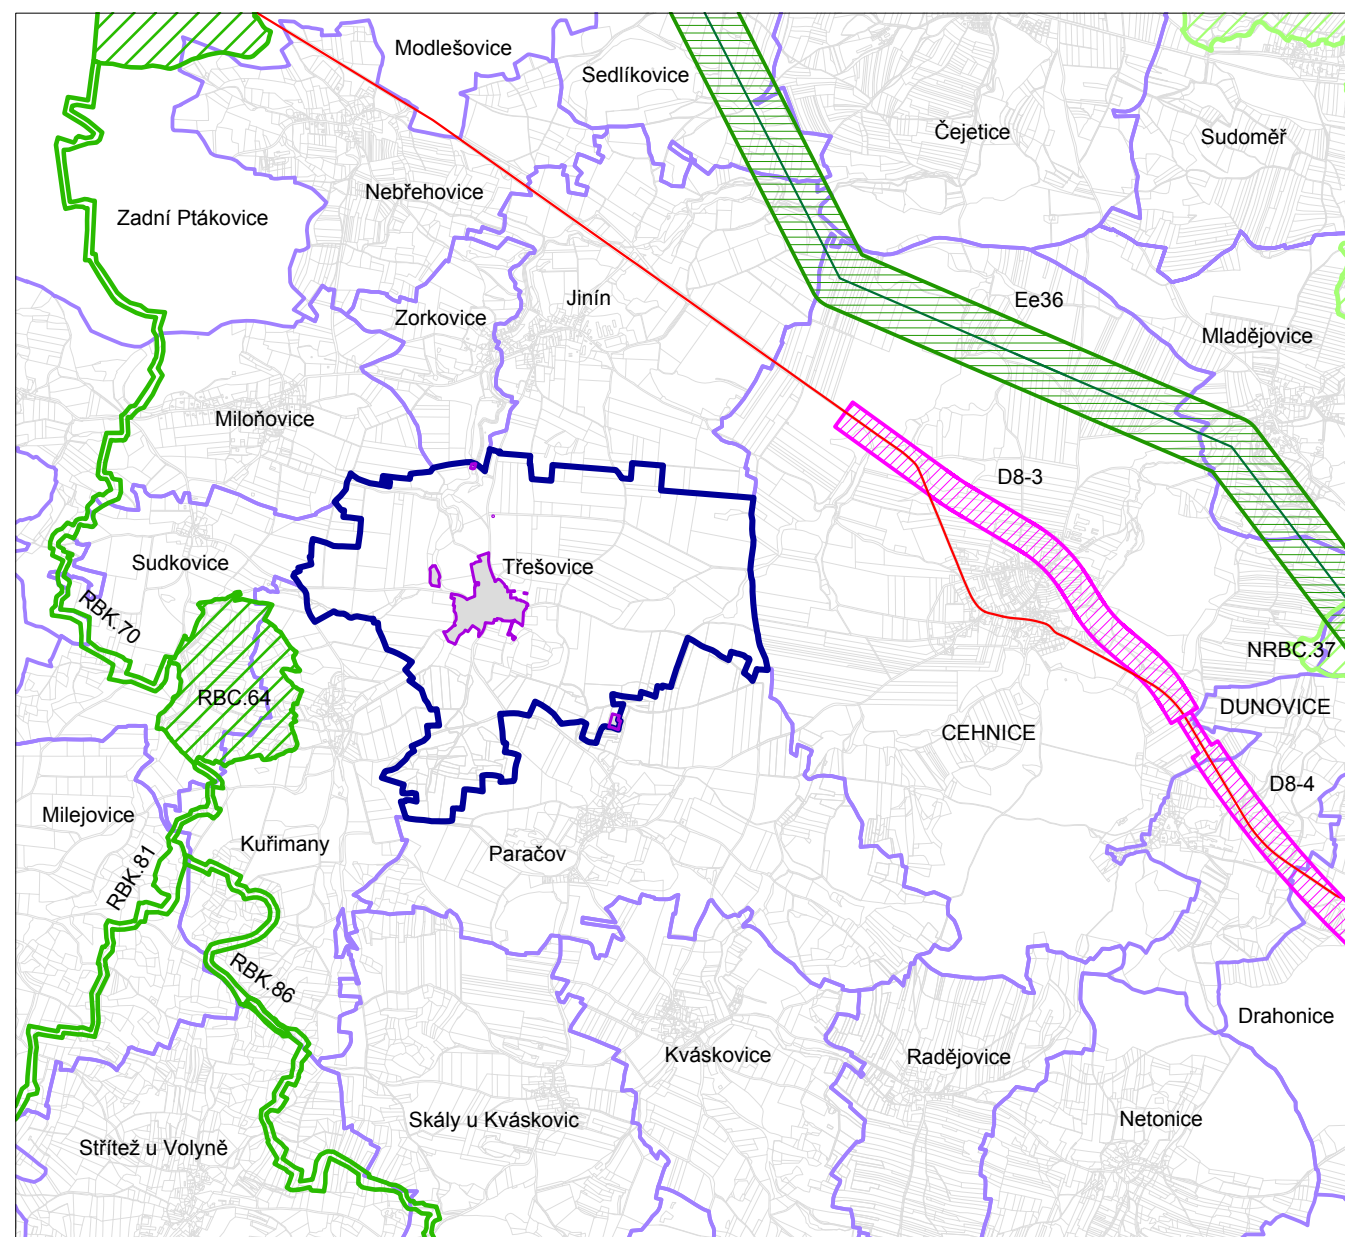 Modlešovice
Sedlíkovice
Čejetice
Sudoměř
Nebřehovice
Zadní Ptákovice
Jinín
Ee36
Zorkovice
Mladějovice
Miloňovice
D8-3
Sudkovice
Třešovice
RBK.70
NRBC.37
RBC.64
DUNOVICE
CEHNICE
D8-4
Milejovice
Kuřimany
Paračov
RBK.81
RBK.86
Drahonice
Kváskovice
Radějovice
Skály u Kváskovic
Netonice
Střítež u Volyně